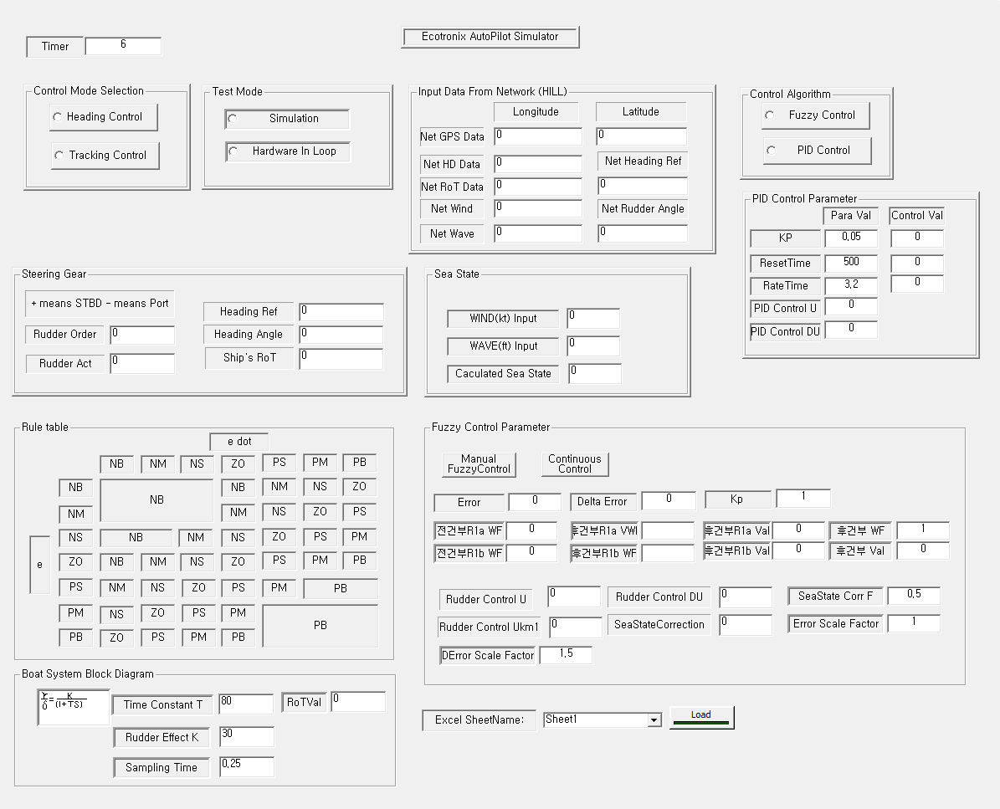 Ecotronix AutoPilot Simulator
Timer 6
Control Mode Selection
Heading Control
Tracking Control
Test Mode
Simulation
Hardware In Loop
Input Data From Network (HILL)
Longitude Latitude
Net GPS Data 0 0
Net HD Data 0 Net Heading Ref
Net RoT Data 0 0
Net Wind 0 Net Rudder Angle
Net Wave 0 0
Control Algorithm
Fuzzy Control
PID Control
PID Control Parameter
Para Val Control Val
KP 0.05 0
ResetTime 500 0
RateTime 3.2 0
PID Control U 0
PID Control DU 0
Steering Gear
+ means STBD - means Port
Rudder Order 0
Rudder Act 0
Heading Ref 0
Heading Angle 0
Ship's RoT 0
Sea State
WIND(kt) Input 0
WAVE(ft) Input 0
Caculated Sea State 0
Rule table
e dot
NB NM NS ZO PS PM PB
NB NB NB NM NS ZO
NM NM NS ZO PS
e
NS NB NM NS ZO PS PM
ZO NB NM NS ZO PS PM PB
PS NM NS ZO PS PM PB
PM NS ZO PS PM PB
PB ZO PS PM PB
Fuzzy Control Parameter
Manual
FuzzyControl
Continuous
Control
Error 0 Delta Error 0 Kp 1
전건부R1a WF 0 후건부R1a VWI 후건부R1a Val 0 후건부 WF 1
전건부R1b WF 0 후건부R1b WF 후건부R1b Val 0 후건부 Val 0
Rudder Control U 0 Rudder Control DU 0 SeaState Corr F 0.5
Rudder Control Ukm1 0 SeaStateCorrection 0 Error Scale Factor 1
DError Scale Factor 1.5
Boat System Block Diagram
r/δ=K/(1+TS)
Time Constant T 80 RoTVal 0
Rudder Effect K 30
Sampling Time 0.25
Excel SheetName: Sheet1 Load